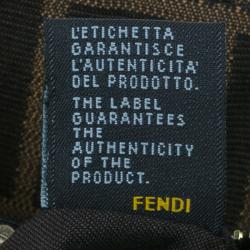 L'ETICHETTA
GARANTISCE
L'AUTENTICITA'
DEL PRODOTTO.
THE LABEL
GUARANTEES
THE
AUTHENTICITY
OF THE
PRODUCT.
FENDI